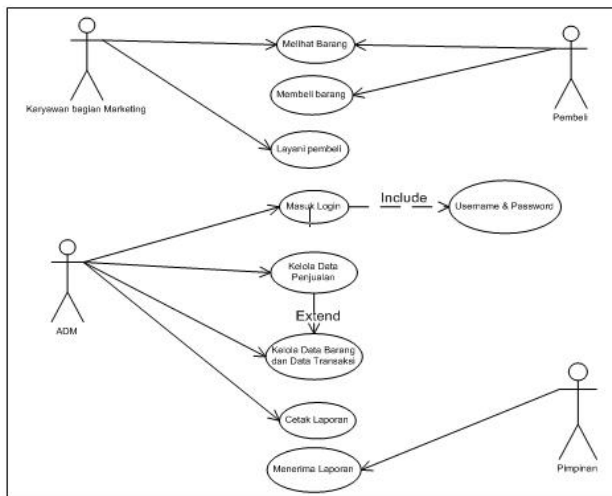 Melihat Barang
Membeli barang
Karyawan bagian Marketing
Pembeli
Layani pembeli
Include
Masuk Login
Username & Password
Kelola Data
Penjualan
Extend
ADM
Kelola Data Barang
dan Data Transaksi
Cetak Laporan
Menerima Laporan
Pimpinan